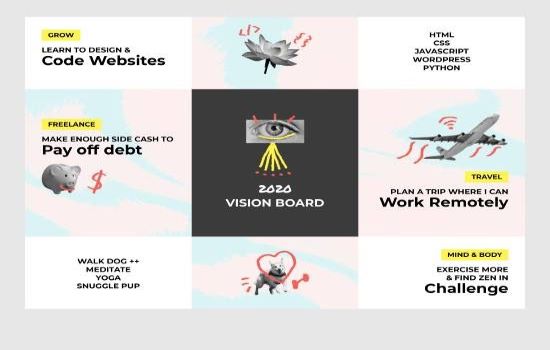 GROW
LEARN TO DESIGN &
Code Websites
</>
HTML
CSS
JAVASCRIPT
WORDPRESS
PYTHON
FREELANCE
MAKE ENOUGH SIDE CASH TO
Pay off debt
$
2020
VISION BOARD
TRAVEL
PLAN A TRIP WHERE I CAN
Work Remotely
WALK DOG ++
MEDITATE
YOGA
SNUGGLE PUP
MIND & BODY
EXERCISE MORE
& FIND ZEN IN
Challenge